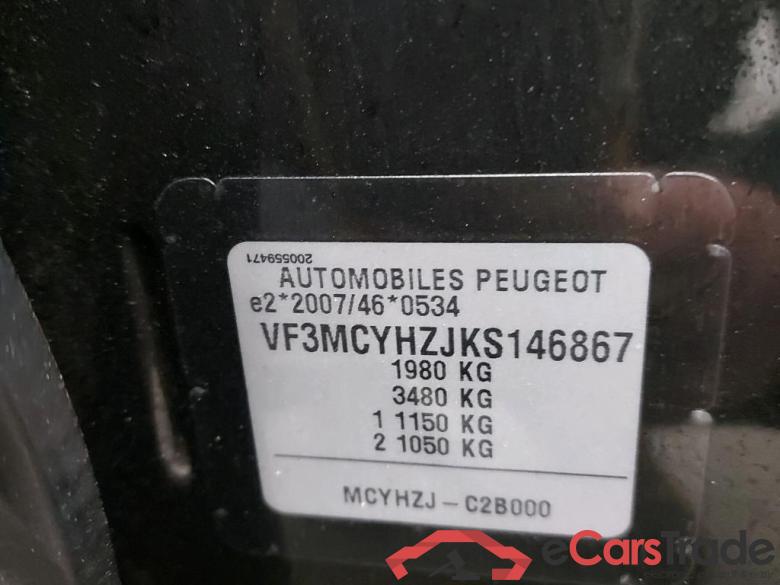 200559471
AUTOMOBILES PEUGEOT
e2*2007/46*0534
VF3MCYHZJKS146867
1980 KG
3480 KG
1 1150 KG
2 1050 KG
MCYHZJ – C2B000
eCarsTrade